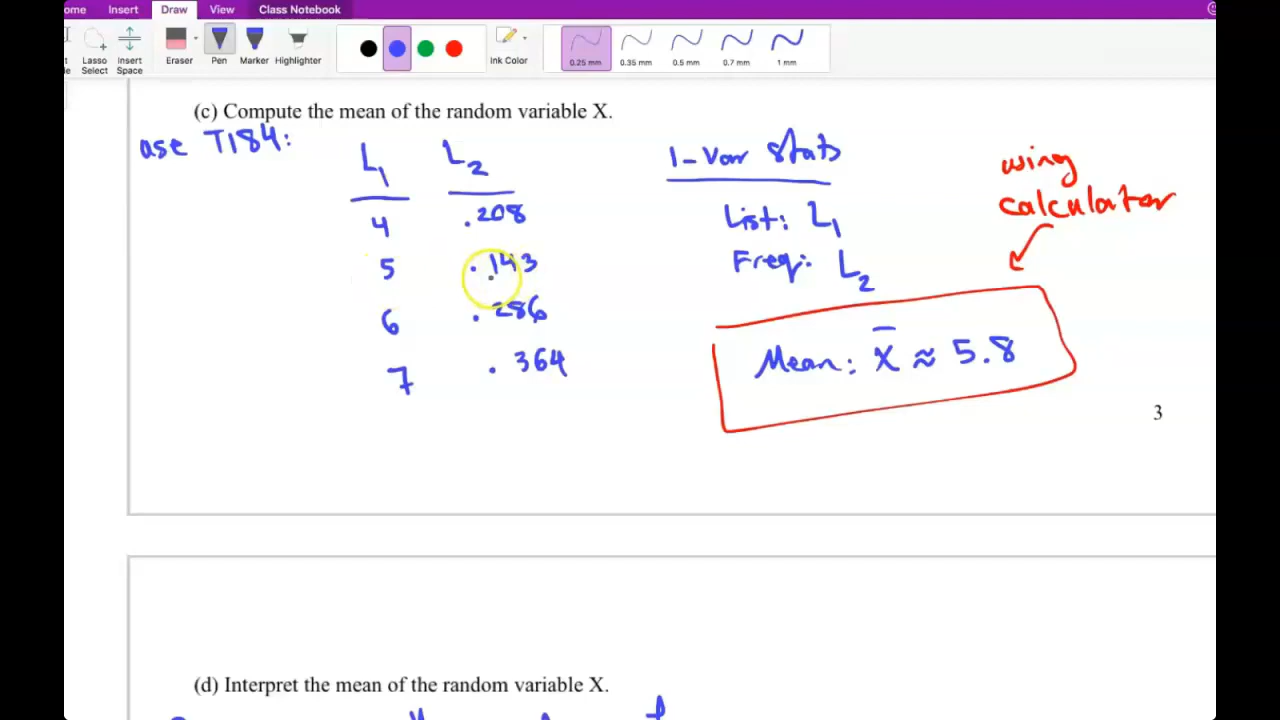 ome Insert Draw View Class Notebook
Lasso Select
Insert Space
Eraser Pen Marker Highlighter
Ink Color
0.25 mm 0.35 mm 0.5 mm 0.7 mm 1 mm
(c) Compute the mean of the random variable X.
use TI84:
L1 L2
4 .208
5 .143
6 .286
7 .364
1-Var Stats
List: L1
Freq: L2
Mean: x̄ ≈ 5.8
using
calculator
3
(d) Interpret the mean of the random variable X.